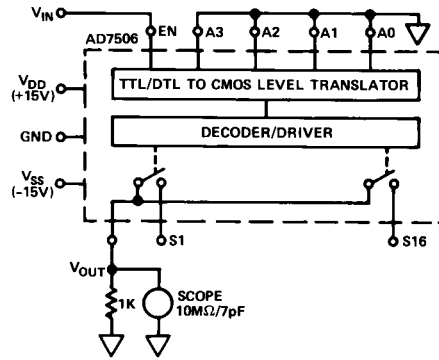 VIN
AD7506
EN
A3
A2
A1
A0
TTL/DTL TO CMOS LEVEL TRANSLATOR
VDD
(+15V)
GND
DECODER/DRIVER
VSS
(-15V)
S1
S16
VOUT
1K
SCOPE
10MΩ/7pF